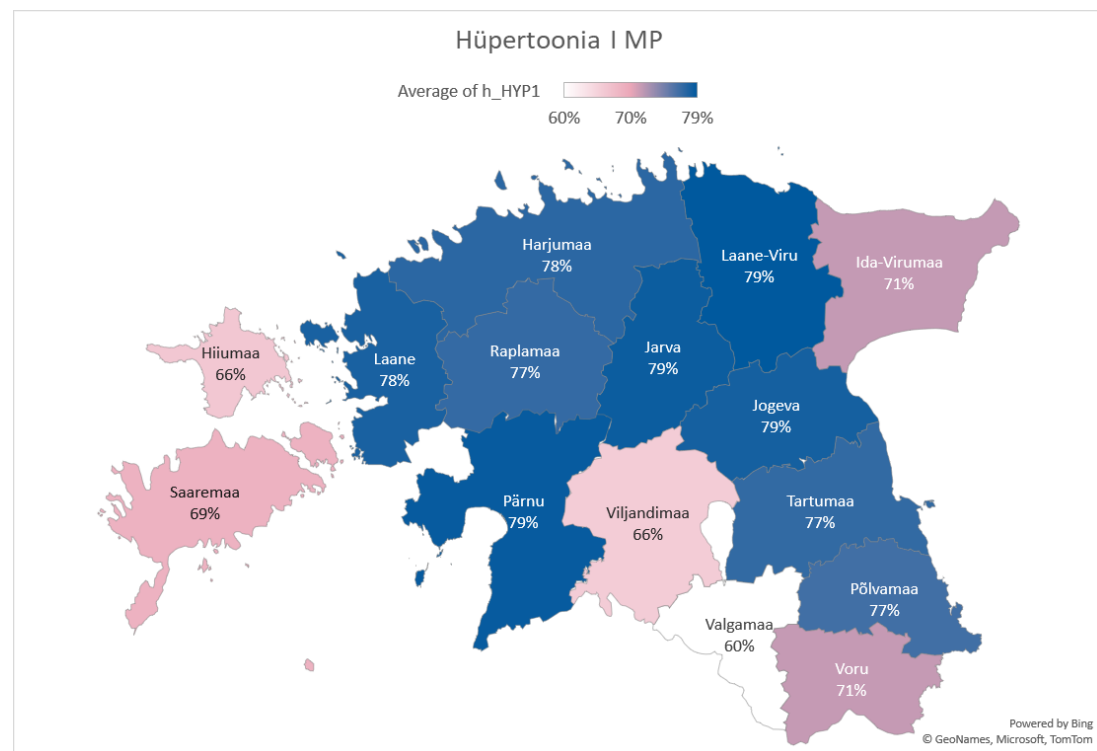 Hüpertoonia I MP
Average of h_HYP1
60% 70% 79%
Harjumaa
78%
Laane-Viru
79%
Ida-Virumaa
71%
Hiiumaa
66%
Laane
78%
Raplamaa
77%
Jarva
79%
Jogeva
79%
Saaremaa
69%
Pärnu
79%
Viljandimaa
66%
Tartumaa
77%
Põlvamaa
77%
Valgamaa
60%
Voru
71%
Powered by Bing
© GeoNames, Microsoft, TomTom